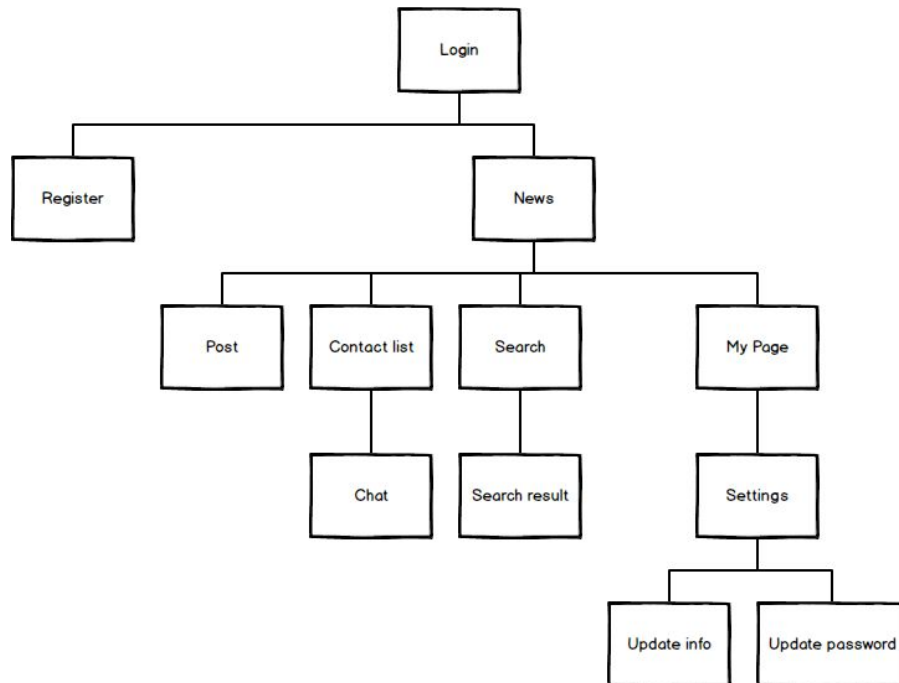 Login
Register
News
Post
Contact list
Search
My Page
Chat
Search result
Settings
Update info
Update password